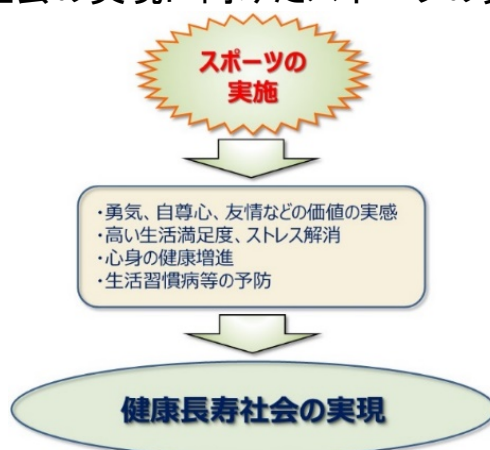 スポーツの
実施
・勇気、自尊心、友情などの価値の実感
・高い生活満足度、ストレス解消
・心身の健康増進
・生活習慣病等の予防
健康長寿社会の実現